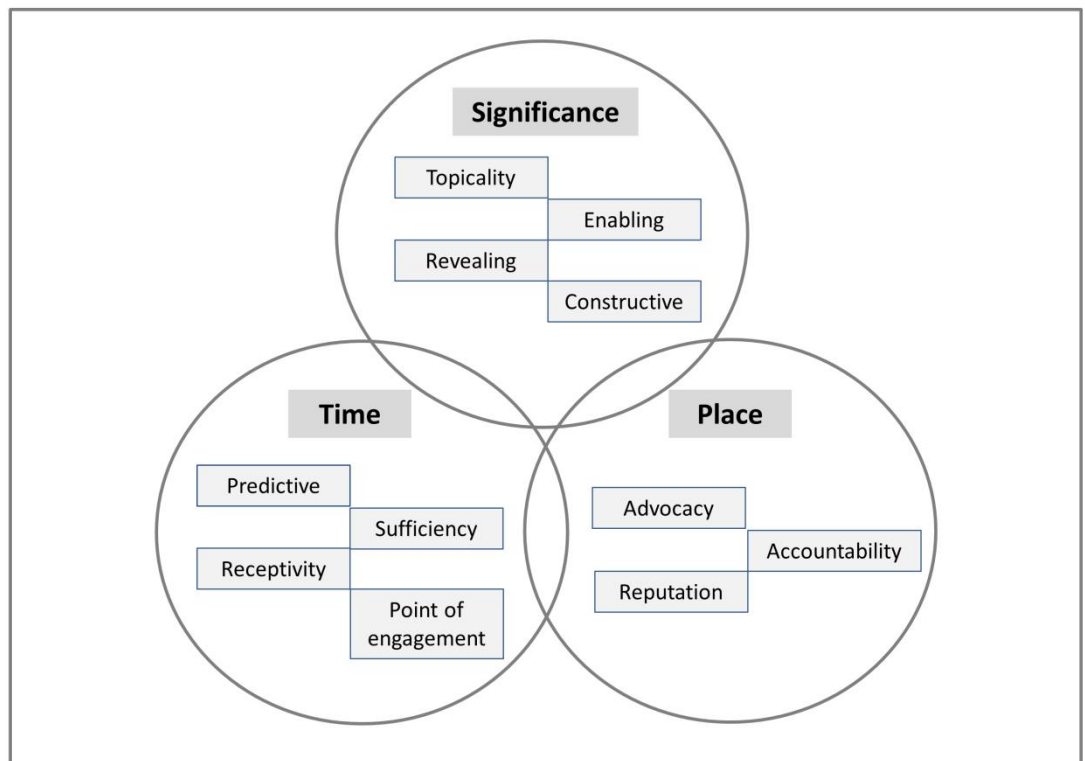 Significance
Topicality
Enabling
Revealing
Constructive
Time
Predictive
Sufficiency
Receptivity
Point of
engagement
Place
Advocacy
Accountability
Reputation